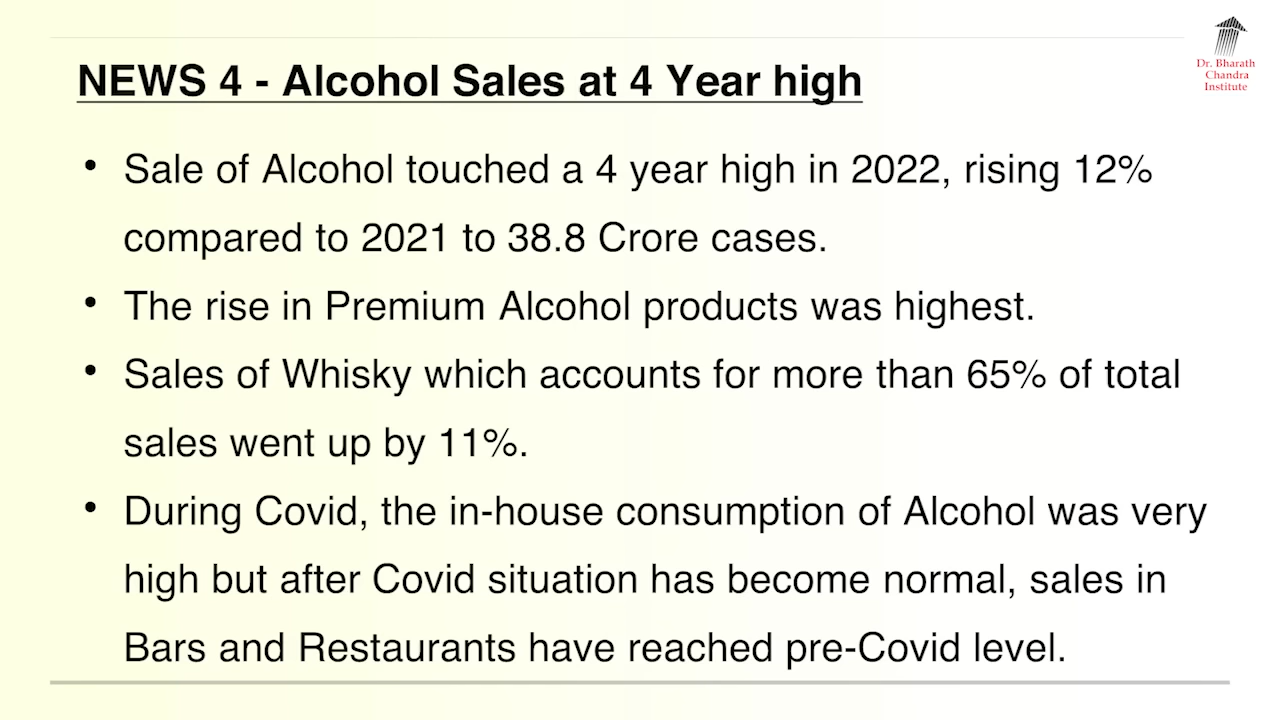 Dr. Bharath
Chandra
Institute
NEWS 4 - Alcohol Sales at 4 Year high
• Sale of Alcohol touched a 4 year high in 2022, rising 12%
compared to 2021 to 38.8 Crore cases.
• The rise in Premium Alcohol products was highest.
• Sales of Whisky which accounts for more than 65% of total
sales went up by 11%.
• During Covid, the in-house consumption of Alcohol was very
high but after Covid situation has become normal, sales in
Bars and Restaurants have reached pre-Covid level.